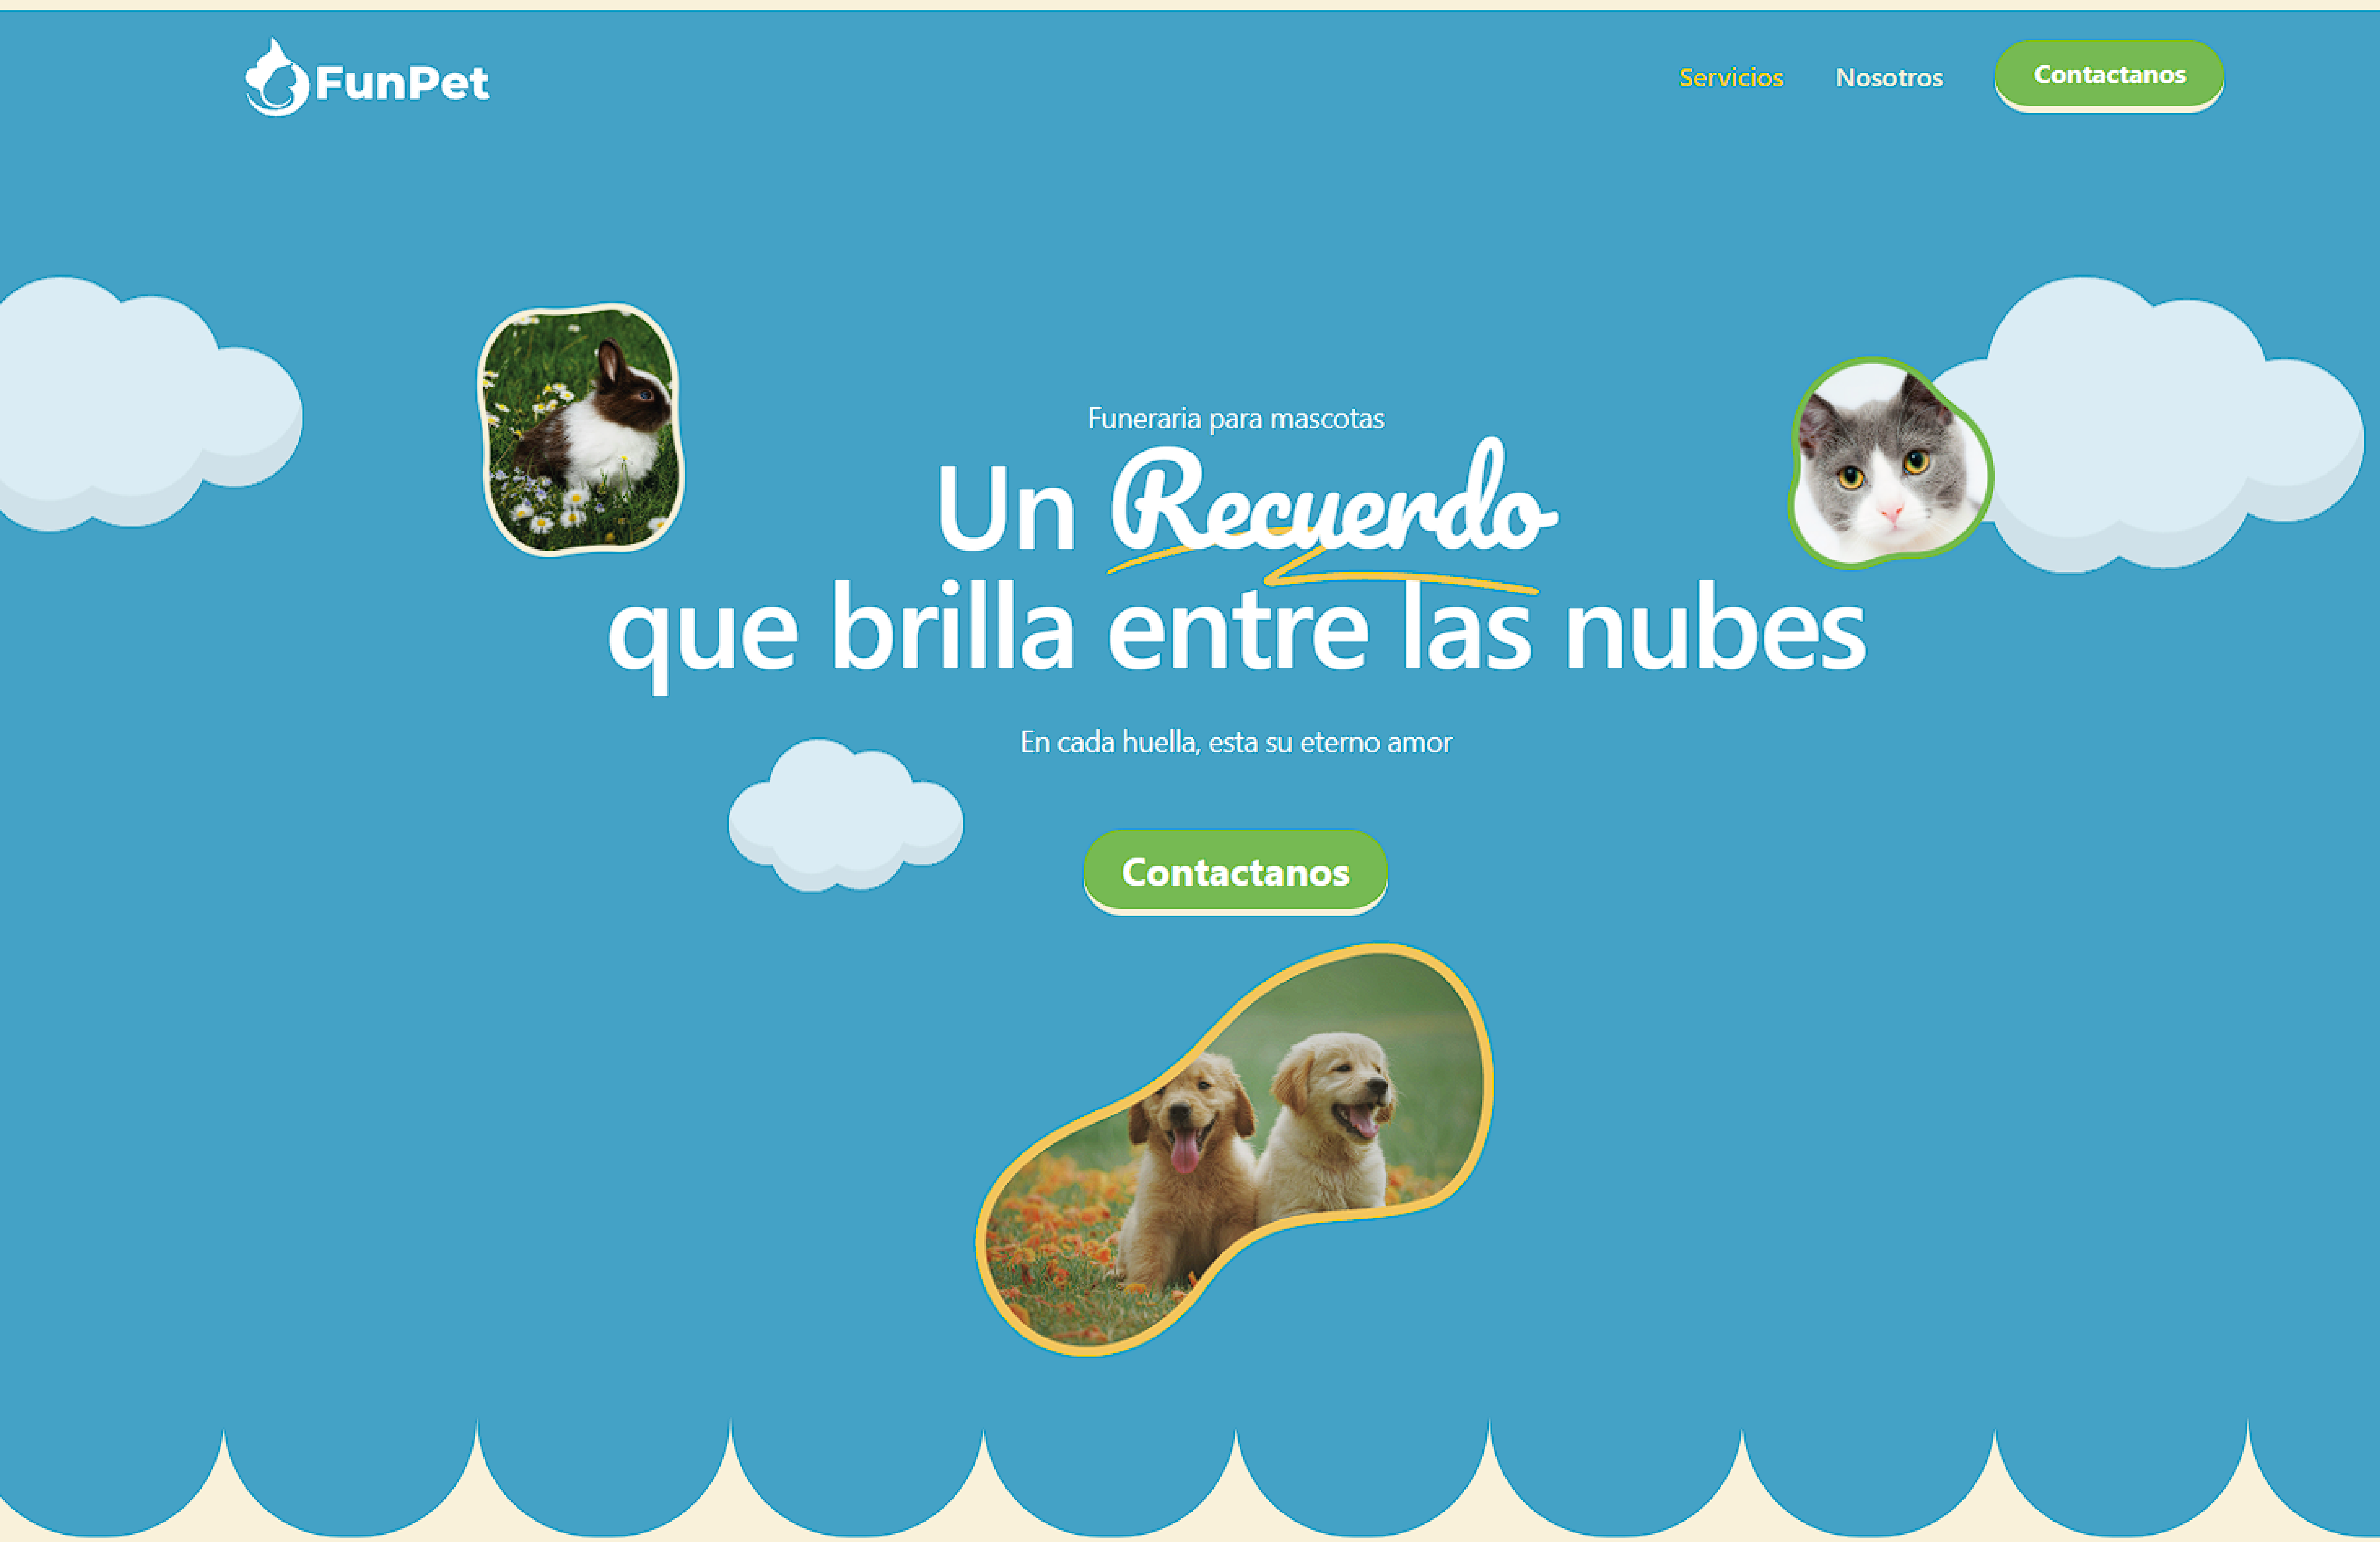 FunPet
Servicios
Nosotros
Contactanos
Funeraria para mascotas
Un Recuerdo
que brilla entre las nubes
En cada huella, esta su eterno amor
Contactanos